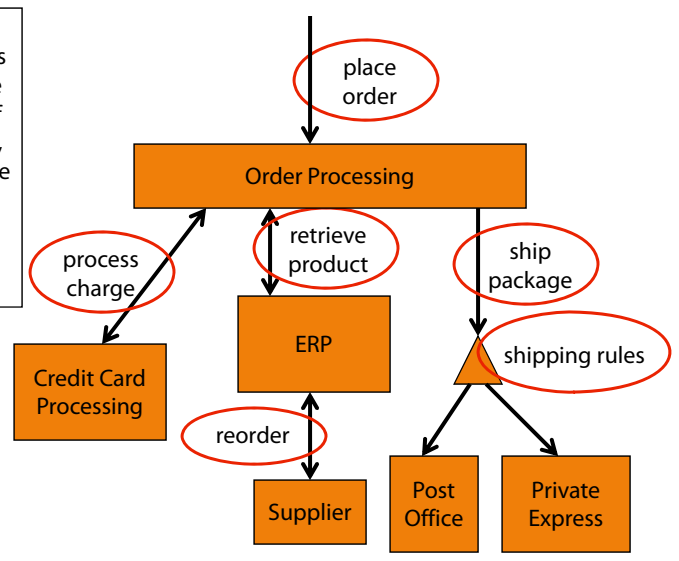 place
order
Order Processing
process
charge
retrieve
product
ship
package
ERP
shipping rules
Credit Card
Processing
reorder
Supplier
Post
Office
Private
Express